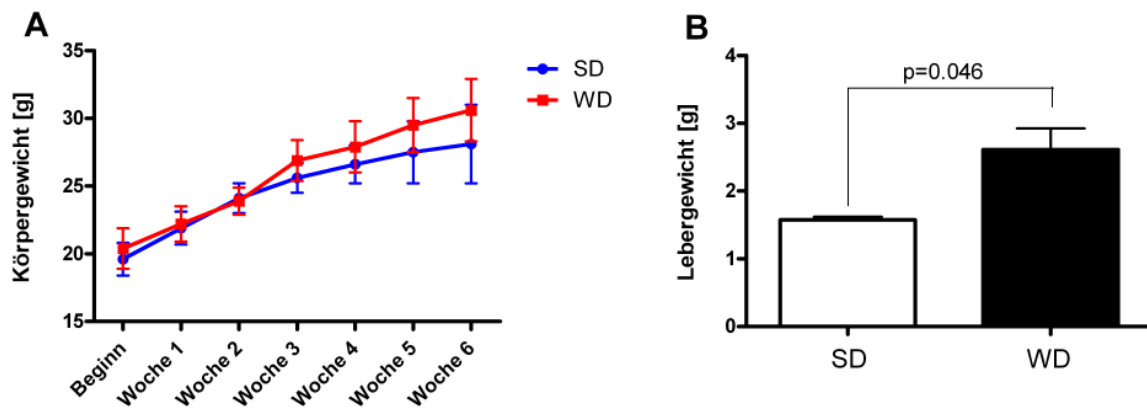 A
Körpergewicht [g]
35
30
25
20
15
Beginn
Woche 1
Woche 2
Woche 3
Woche 4
Woche 5
Woche 6
SD
WD
B
Lebergewicht [g]
4
3
2
1
0
p=0.046
SD
WD